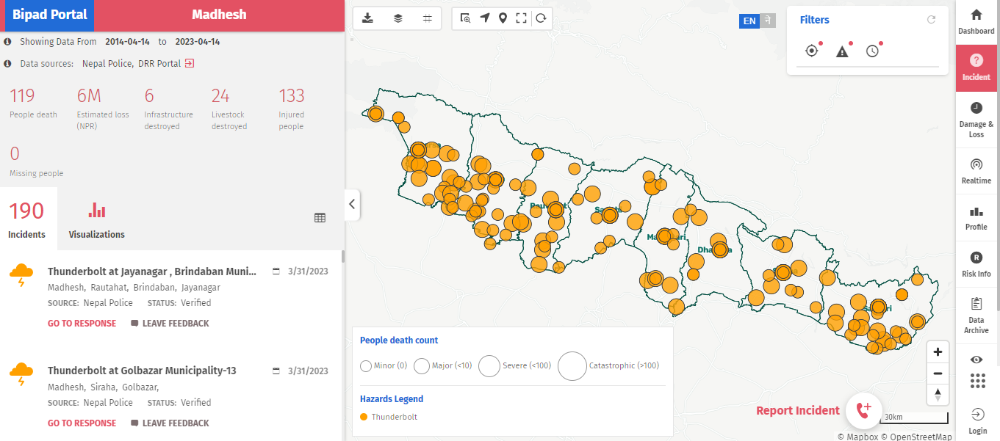 Bipad Portal
Madhesh
Showing Data From 2014-04-14 to 2023-04-14
Data sources: Nepal Police, DRR Portal
119
People death
6M
Estimated loss
(NPR)
6
Infrastructure
destroyed
24
Livestock
destroyed
133
Injured
people
0
Missing people
190
Incidents
Visualizations
Thunderbolt at Jayanagar , Brindaban Muni...
3/31/2023
Madhesh, Rautahat, Brindaban, Jayanagar
SOURCE: Nepal Police STATUS: Verified
GO TO RESPONSE LEAVE FEEDBACK
Thunderbolt at Golbazar Municipality-13
3/31/2023
Madhesh, Siraha, Golbazar,
SOURCE: Nepal Police STATUS: Verified
GO TO RESPONSE LEAVE FEEDBACK
EN ने
Filters
People death count
Minor (0) Major (<10) Severe (<100) Catastrophic (>100)
Hazards Legend
Thunderbolt
Report Incident
30km
© Mapbox © OpenStreetMap
Dashboard
?
Incident
Damage &
Loss
Realtime
Profile
R
Risk Info
Data
Archive
Login